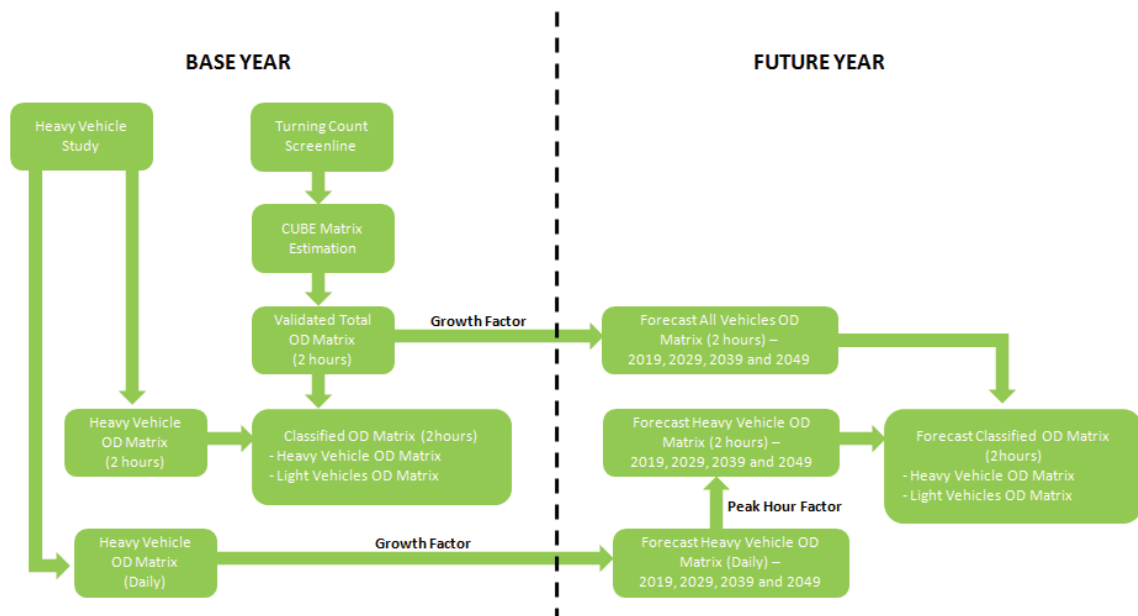 BASE YEAR
FUTURE YEAR
Heavy Vehicle
Study
Turning Count
Screenline
CUBE Matrix
Estimation
Validated Total
OD Matrix
(2 hours)
Growth Factor
Forecast All Vehicles OD
Matrix (2 hours) –
2019, 2029, 2039 and 2049
Heavy Vehicle
OD Matrix
(2 hours)
Classified OD Matrix (2hours)
- Heavy Vehicle OD Matrix
- Light Vehicles OD Matrix
Forecast Heavy Vehicle OD
Matrix (2 hours) –
2019, 2029, 2039 and 2049
Forecast Classified OD Matrix
(2hours)
- Heavy Vehicle OD Matrix
- Light Vehicles OD Matrix
Peak Hour Factor
Heavy Vehicle
OD Matrix
(Daily)
Growth Factor
Forecast Heavy Vehicle OD
Matrix (Daily) –
2019, 2029, 2039 and 2049